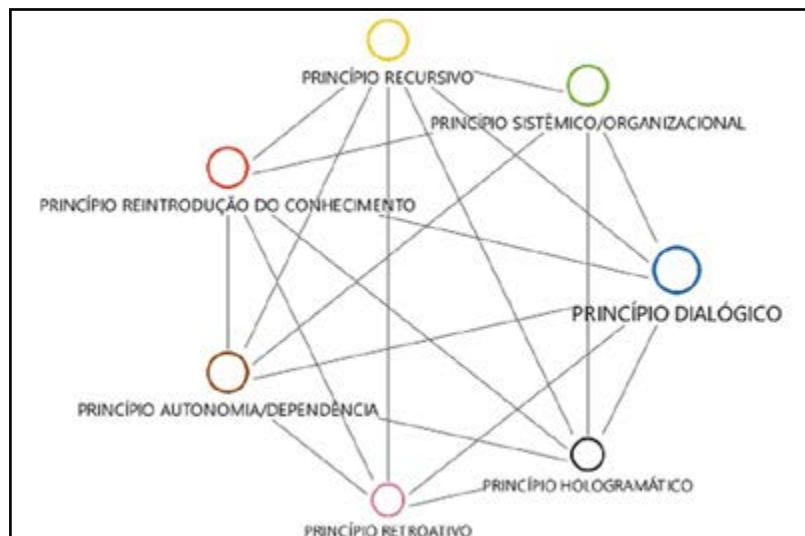 PRINCÍPIO RECURSIVO
PRINCÍPIO SISTÊMICO/ORGANIZACIONAL
PRINCÍPIO REINTRODUÇÃO DO CONHECIMENTO
PRINCÍPIO DIALÓGICO
PRINCÍPIO AUTONOMIA/DEPENDÊNCIA
PRINCÍPIO HOLOGRAMÁTICO
PRINCÍPIO RETROATIVO